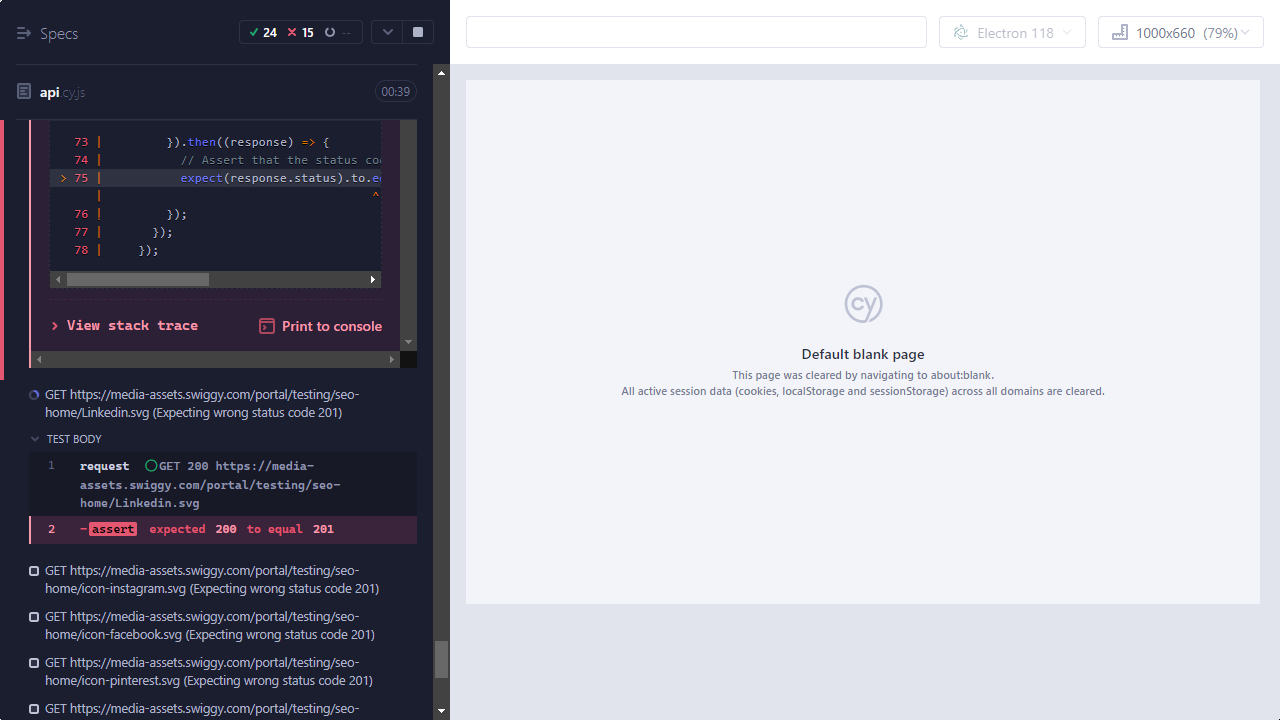 Specs
24 15 --
api.cy.js
00:39
73 | }).then((response) => {
74 | // Assert that the status co
> 75 | expect(response.status).to.e
| ^
76 | });
77 | });
78 | });
View stack trace
Print to console
GET https://media-assets.swiggy.com/portal/testing/seo-
home/Linkedin.svg (Expecting wrong status code 201)
TEST BODY
1 request GET 200 https://media-
assets.swiggy.com/portal/testing/seo-
home/Linkedin.svg
2 -assert expected 200 to equal 201
GET https://media-assets.swiggy.com/portal/testing/seo-
home/icon-instagram.svg (Expecting wrong status code 201)
GET https://media-assets.swiggy.com/portal/testing/seo-
home/icon-facebook.svg (Expecting wrong status code 201)
GET https://media-assets.swiggy.com/portal/testing/seo-
home/icon-pinterest.svg (Expecting wrong status code 201)
GET https://media-assets.swiggy.com/portal/testing/seo-
Electron 118
1000x660 (79%)
cy
Default blank page
This page was cleared by navigating to about:blank.
All active session data (cookies, localStorage and sessionStorage) across all domains are cleared.